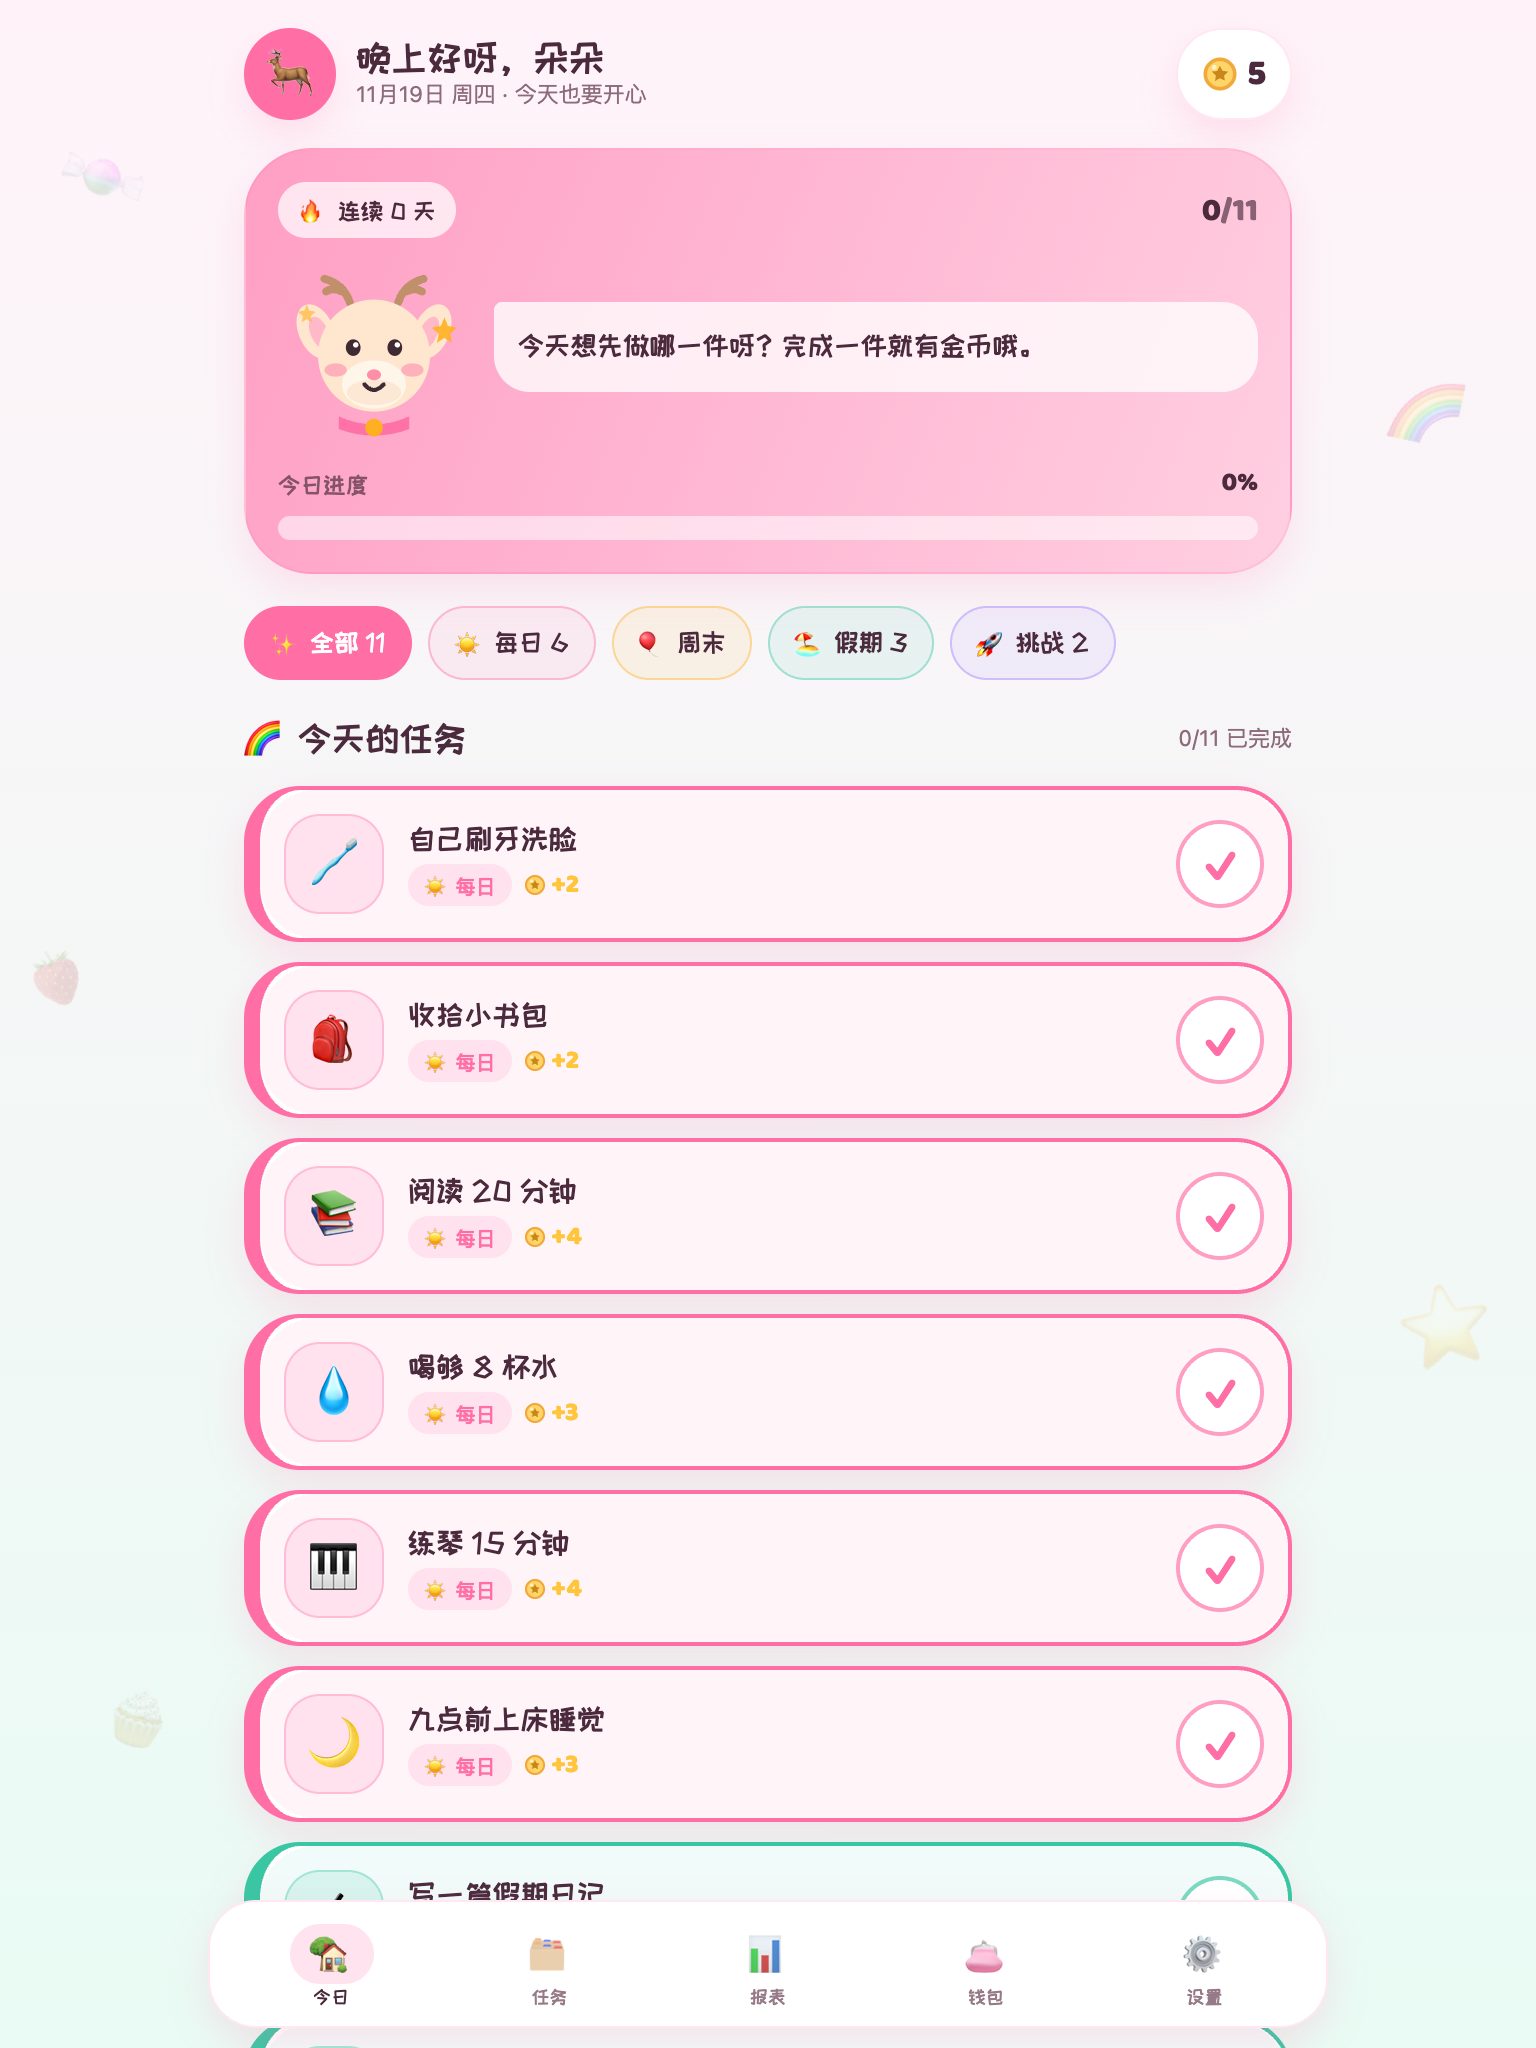 晚上好呀，朵朵
11月19日 周四 · 今天也要开心
5
连续 0 天
0/11
今天想先做哪一件呀？完成一件就有金币哦。
今日进度
0%
全部 11
每日 6
周末
假期 3
挑战 2
今天的任务
0/11 已完成
自己刷牙洗脸
每日 +2
收拾小书包
每日 +2
阅读 20 分钟
每日 +4
喝够 8 杯水
每日 +3
练琴 15 分钟
每日 +4
九点前上床睡觉
每日 +3
写一篇假期日记
今日
任务
报表
钱包
设置